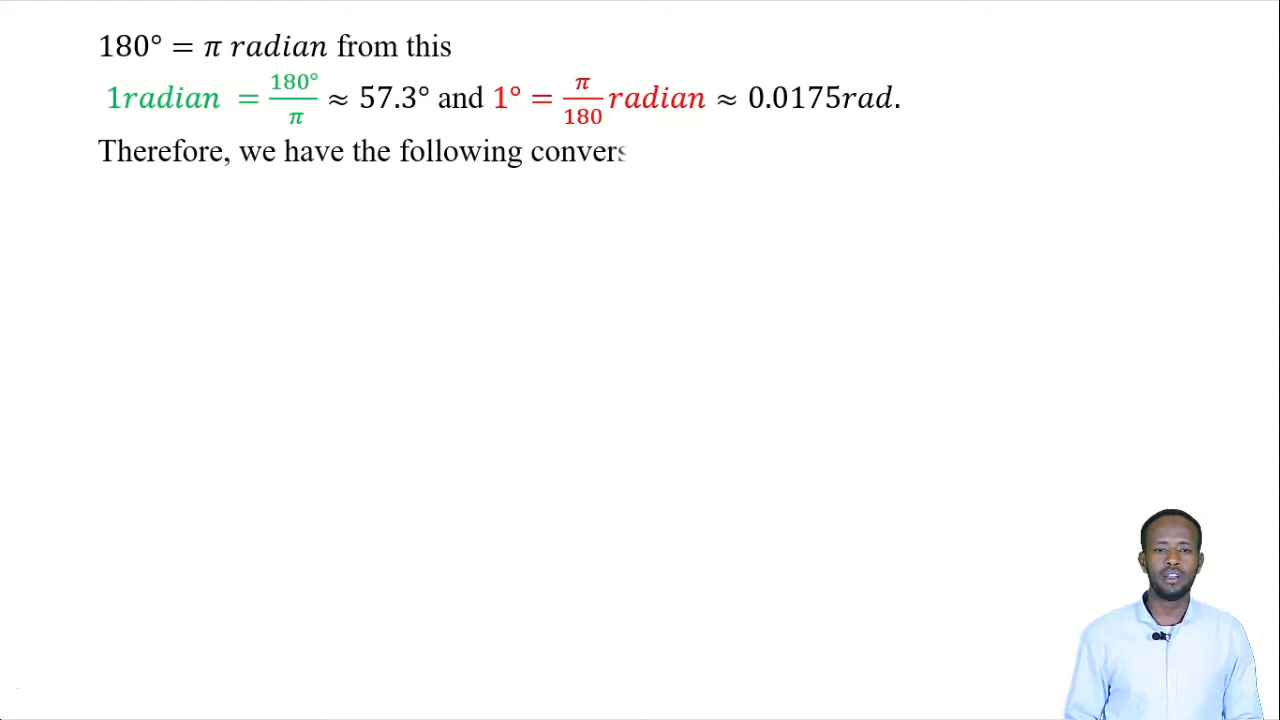 180° = π radian from this
1radian = 180°/π ≈ 57.3° and 1° = π/180 radian ≈ 0.0175rad.
Therefore, we have the following convers